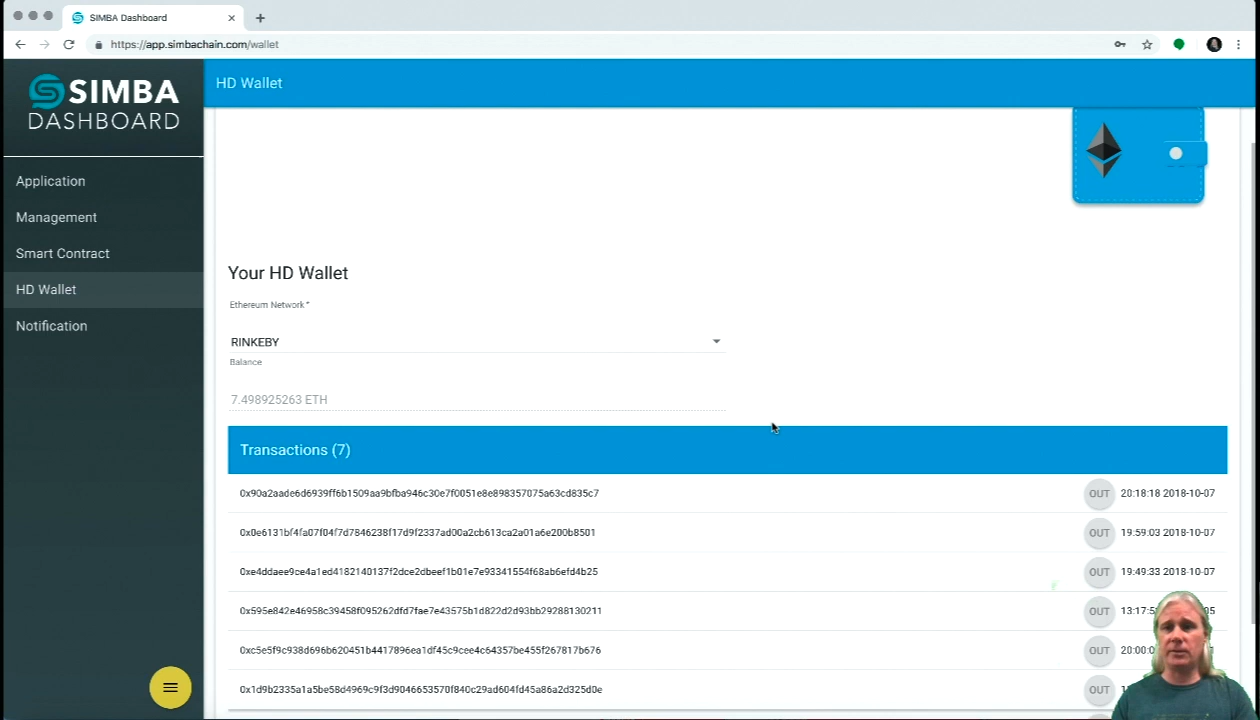 SIMBA Dashboard
https://app.simbachain.com/wallet
SIMBA
DASHBOARD
HD Wallet
Application
Management
Smart Contract
HD Wallet
Notification
Your HD Wallet
Ethereum Network *
RINKEBY
Balance
7.498925263 ETH
Transactions (7)
0x90a2aade6d6939ff6b1509aa9bfba946c30e7f0051e8e898357075a63cd835c7 OUT 20:18:18 2018-10-07
0x0e6131bf4fa07f04f7d7846238f17d9f2337ad00a2cb613ca2a01a6e200b8501 OUT 19:59:03 2018-10-07
0xe4ddaee9ce4a1ed4182140137f2dce2dbeef1b01e7e93341554f68ab6efd4b25 OUT 19:49:33 2018-10-07
0x595e842e46958c39458f095262dfd7fae7e43575b1d822d2d93bb29288130211 OUT
0xc5e5f9c938d696b620451b4417896ea1df45c9cee4c64357be455f267817b676 OUT
0x1d9b2335a1a5be58d4969c9f3d9046653570f840c29ad604fd45a86a2d325d0e OUT